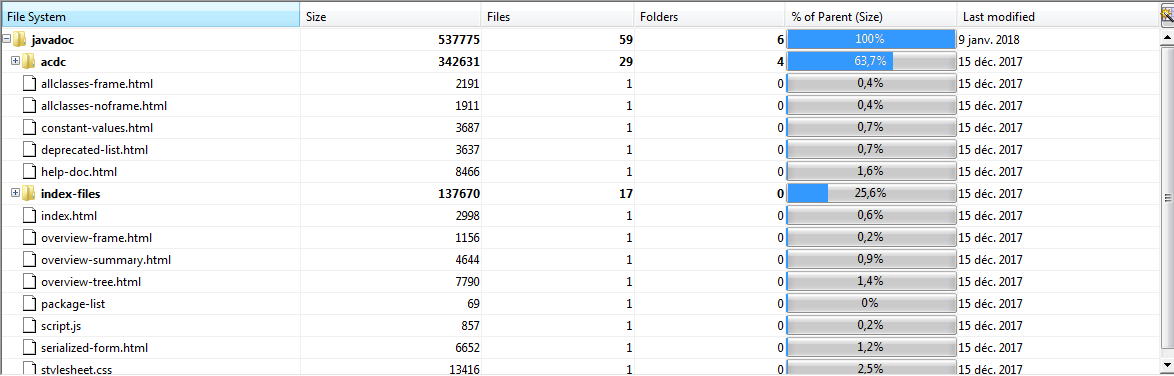 File System Size Files Folders % of Parent (Size) Last modified
javadoc 537775 59 6 100% 9 janv. 2018
acdc 342631 29 4 63,7% 15 déc. 2017
allclasses-frame.html 2191 1 0 0,4% 15 déc. 2017
allclasses-noframe.html 1911 1 0 0,4% 15 déc. 2017
constant-values.html 3687 1 0 0,7% 15 déc. 2017
deprecated-list.html 3637 1 0 0,7% 15 déc. 2017
help-doc.html 8466 1 0 1,6% 15 déc. 2017
index-files 137670 17 0 25,6% 15 déc. 2017
index.html 2998 1 0 0,6% 15 déc. 2017
overview-frame.html 1156 1 0 0,2% 15 déc. 2017
overview-summary.html 4644 1 0 0,9% 15 déc. 2017
overview-tree.html 7790 1 0 1,4% 15 déc. 2017
package-list 69 1 0 0% 15 déc. 2017
script.js 857 1 0 0,2% 15 déc. 2017
serialized-form.html 6652 1 0 1,2% 15 déc. 2017
stylesheet.css 13416 1 0 2,5% 15 déc. 2017